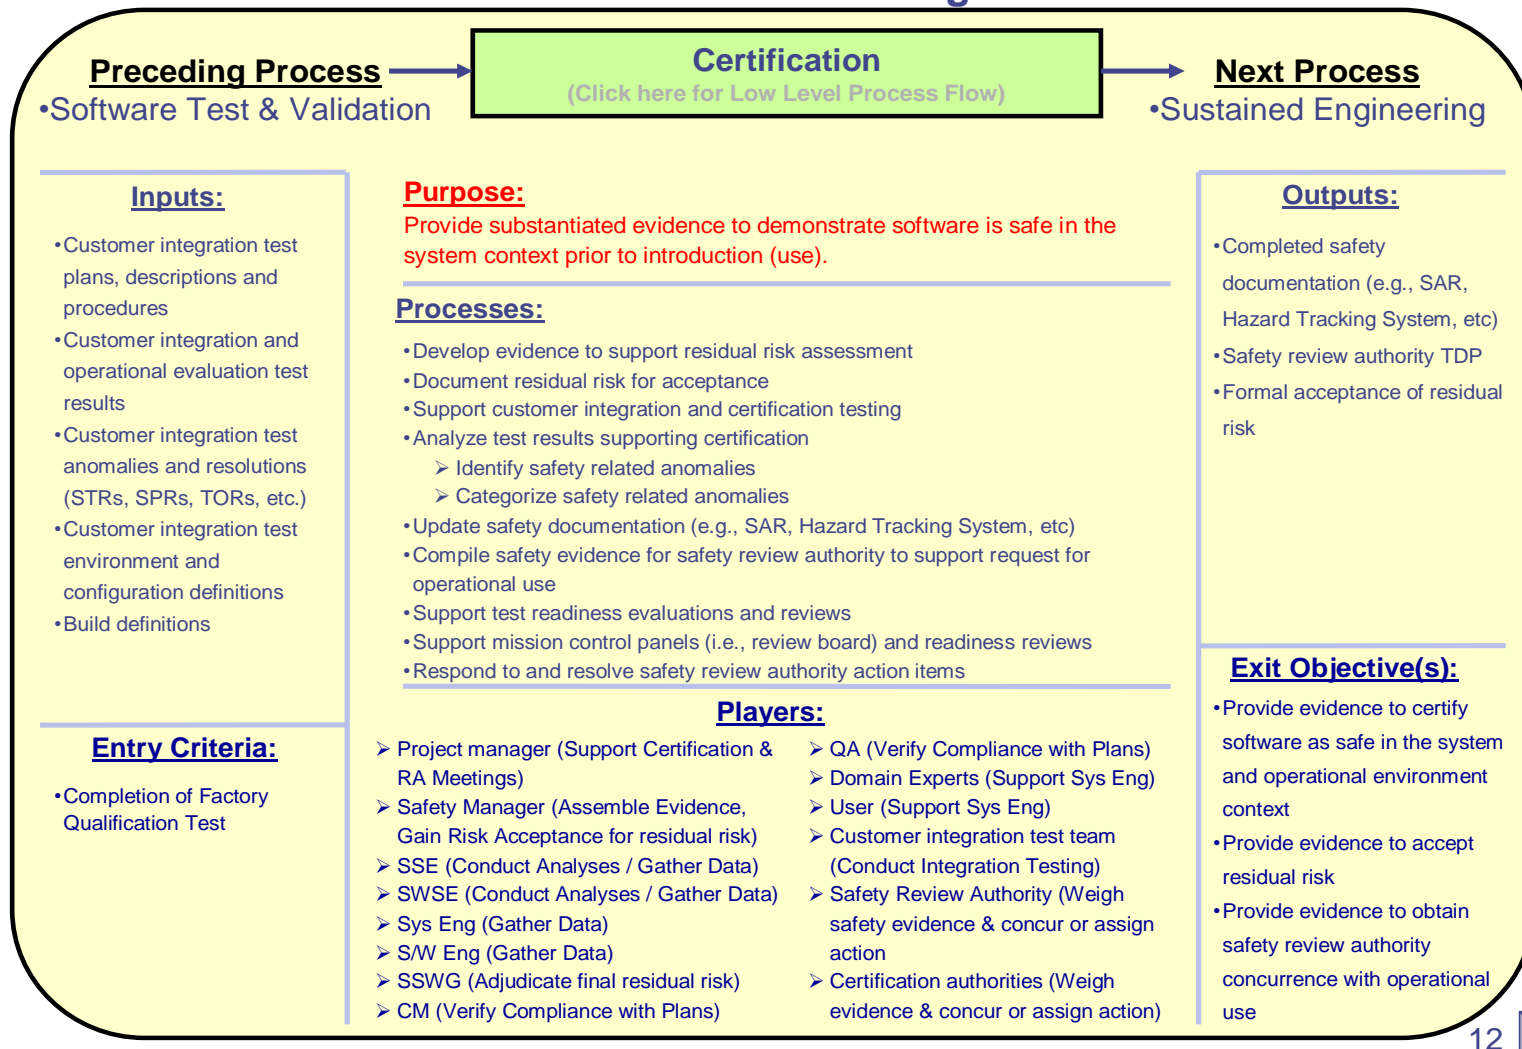 Preceding Process
•Software Test & Validation
Certification
(Click here for Low Level Process Flow)
Next Process
•Sustained Engineering
Inputs:
•Customer integration test
plans, descriptions and
procedures
•Customer integration and
operational evaluation test
results
•Customer integration test
anomalies and resolutions
(STRs, SPRs, TORs, etc.)
•Customer integration test
environment and
configuration definitions
•Build definitions
Entry Criteria:
•Completion of Factory
Qualification Test
Purpose:
Provide substantiated evidence to demonstrate software is safe in the
system context prior to introduction (use).
Processes:
•Develop evidence to support residual risk assessment
•Document residual risk for acceptance
•Support customer integration and certification testing
•Analyze test results supporting certification
➢ Identify safety related anomalies
➢ Categorize safety related anomalies
•Update safety documentation (e.g., SAR, Hazard Tracking System, etc)
•Compile safety evidence for safety review authority to support request for
operational use
•Support test readiness evaluations and reviews
•Support mission control panels (i.e., review board) and readiness reviews
•Respond to and resolve safety review authority action items
Players:
➢ Project manager (Support Certification &
RA Meetings)
➢ Safety Manager (Assemble Evidence,
Gain Risk Acceptance for residual risk)
➢ SSE (Conduct Analyses / Gather Data)
➢ SWSE (Conduct Analyses / Gather Data)
➢ Sys Eng (Gather Data)
➢ S/W Eng (Gather Data)
➢ SSWG (Adjudicate final residual risk)
➢ CM (Verify Compliance with Plans)
➢ QA (Verify Compliance with Plans)
➢ Domain Experts (Support Sys Eng)
➢ User (Support Sys Eng)
➢ Customer integration test team
(Conduct Integration Testing)
➢ Safety Review Authority (Weigh
safety evidence & concur or assign
action
➢ Certification authorities (Weigh
evidence & concur or assign action)
Outputs:
•Completed safety
documentation (e.g., SAR,
Hazard Tracking System, etc)
•Safety review authority TDP
•Formal acceptance of residual
risk
Exit Objective(s):
•Provide evidence to certify
software as safe in the system
and operational environment
context
•Provide evidence to accept
residual risk
•Provide evidence to obtain
safety review authority
concurrence with operational
use
12